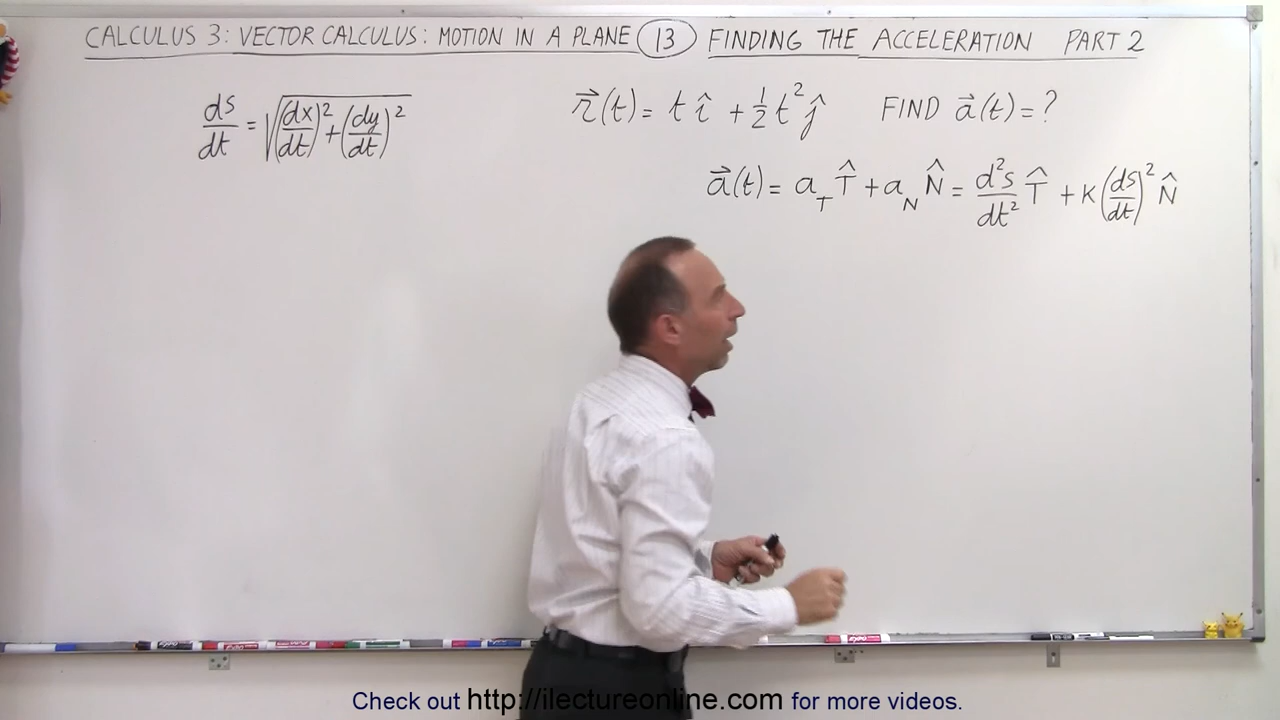 CALCULUS 3: VECTOR CALCULUS: MOTION IN A PLANE 13 FINDING THE ACCELERATION PART 2
ds/dt = √((dx/dt)² + (dy/dt)²)
r⃗(t) = t î + ½ t² ĵ FIND a⃗(t) = ?
a⃗(t) = a_T T̂ + a_N N̂ = d²s/dt² T̂ + K (ds/dt)² N̂
Check out http://ilectureonline.com for more videos.